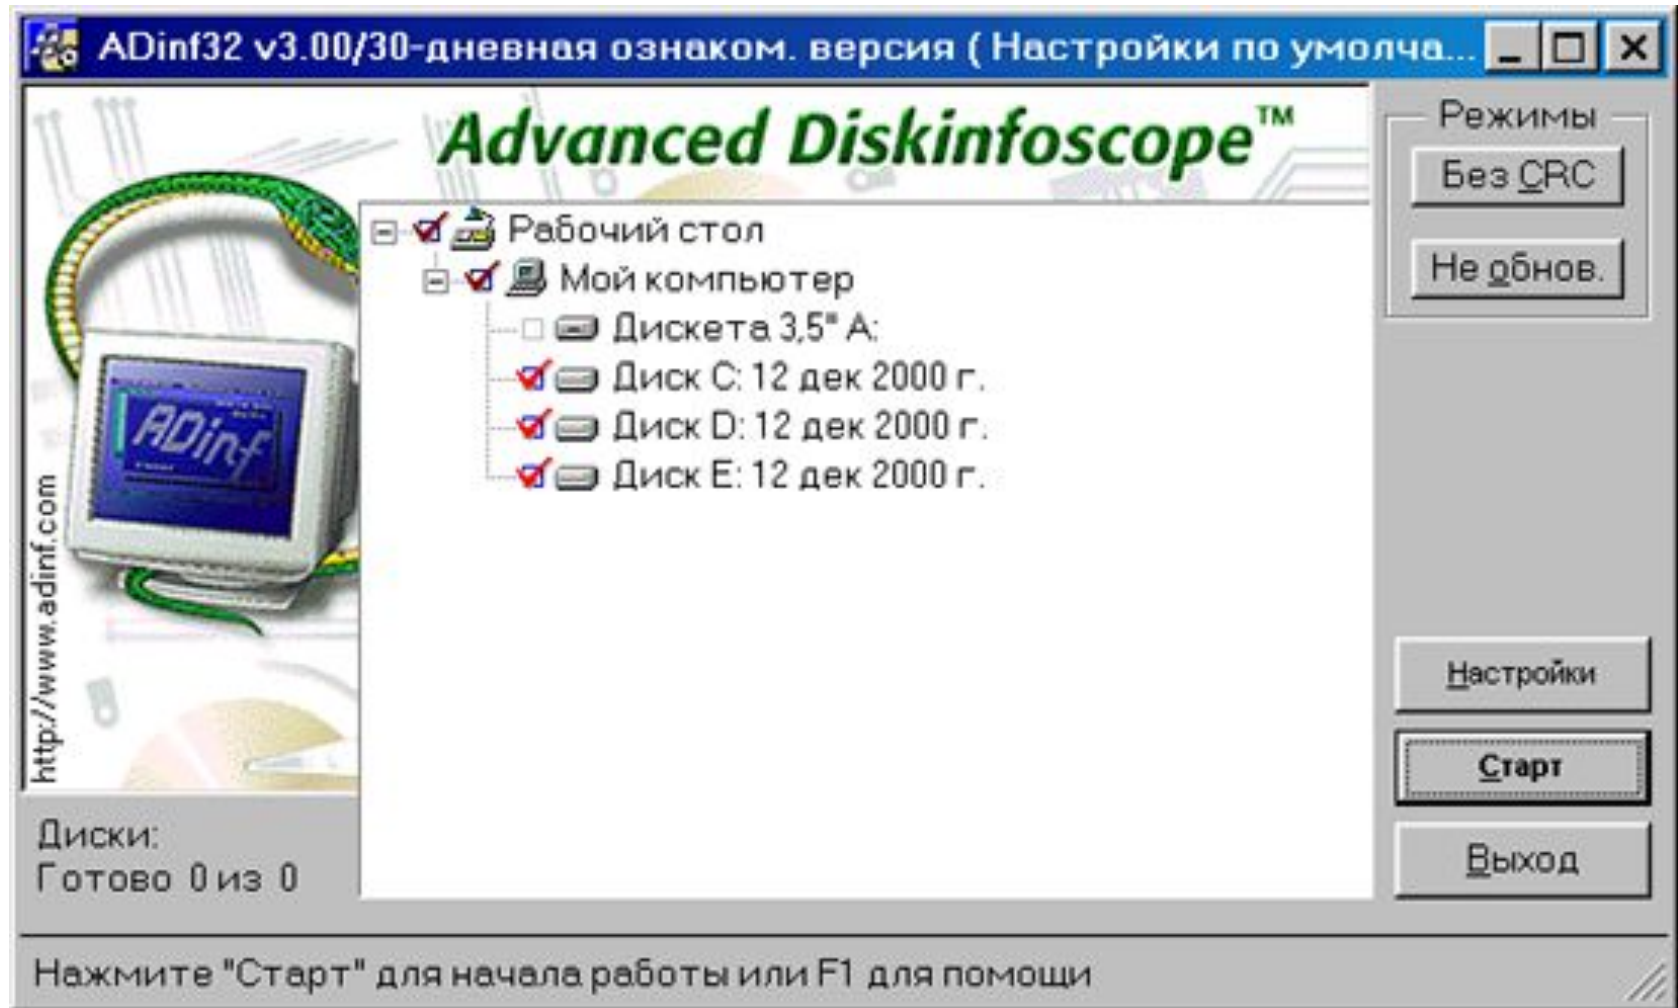 ADinf32 v3.00/30-дневная ознаком. версия ( Настройки по умолча...
Advanced Diskinfoscope™
Рабочий стол
Мой компьютер
Дискета 3,5" A:
Диск C: 12 дек 2000 г.
Диск D: 12 дек 2000 г.
Диск E: 12 дек 2000 г.
ADinf
http://www.adinf.com
Диски:
Готово 0 из 0
Режимы
Без CRC
Не обнов.
Настройки
Старт
Выход
Нажмите "Старт" для начала работы или F1 для помощи